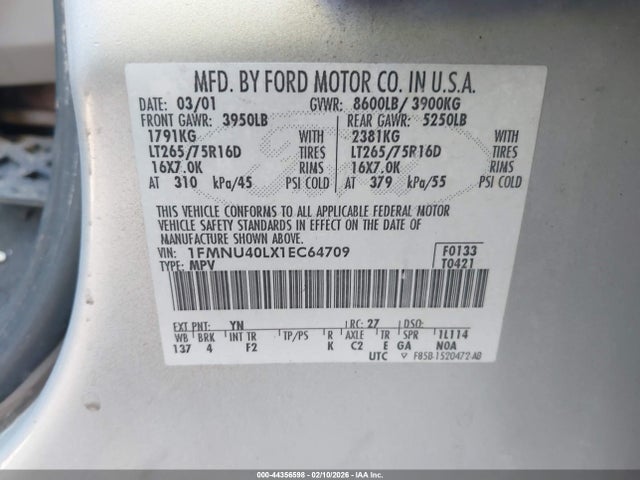 MFD. BY FORD MOTOR CO. IN U.S.A.
DATE: 03/01 GVWR: 8600LB/ 3900KG
FRONT GAWR: 3950LB REAR GAWR: 5250LB
1791KG WITH 2381KG WITH
LT265/75R16D TIRES LT265/75R16D TIRES
16X7.0K RIMS 16X7.0K RIMS
AT 310 kPa/45 PSI COLD AT 379 kPa/55 PSI COLD
THIS VEHICLE CONFORMS TO ALL APPLICABLE FEDERAL MOTOR
VEHICLE SAFETY STANDARDS IN EFFECT ON THE DATE OF
MANUFACTURE SHOWN ABOVE.
VIN: 1FMNU40LX1EC64709 F0133
TYPE: MPV T0421
EXT PNT: YN RC: 27 DSO:
WB BRK INT TR TP/PS R AXLE TR SPR 1L114
137 4 F2 K C2 E GA N0A
UTC F85B-1520472-AB
000-44356598 - 02/10/2026 - IAAI.COM